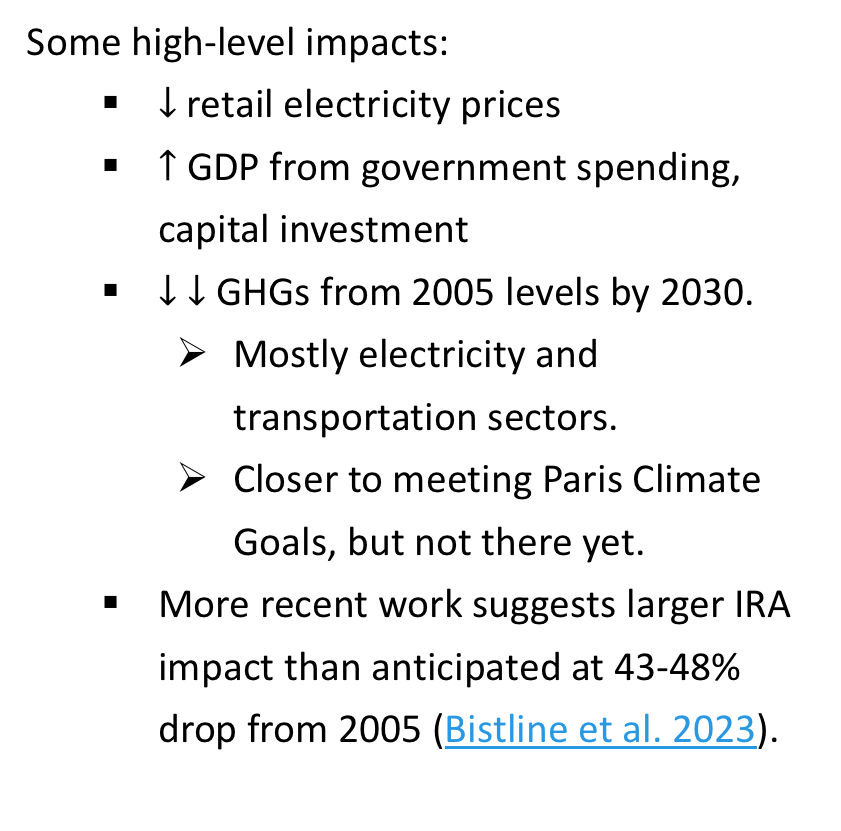 Some high-level impacts:
▪ ↓ retail electricity prices
▪ ↑ GDP from government spending,
capital investment
▪ ↓↓ GHGs from 2005 levels by 2030.
➢ Mostly electricity and
transportation sectors.
➢ Closer to meeting Paris Climate
Goals, but not there yet.
▪ More recent work suggests larger IRA
impact than anticipated at 43-48%
drop from 2005 (Bistline et al. 2023).